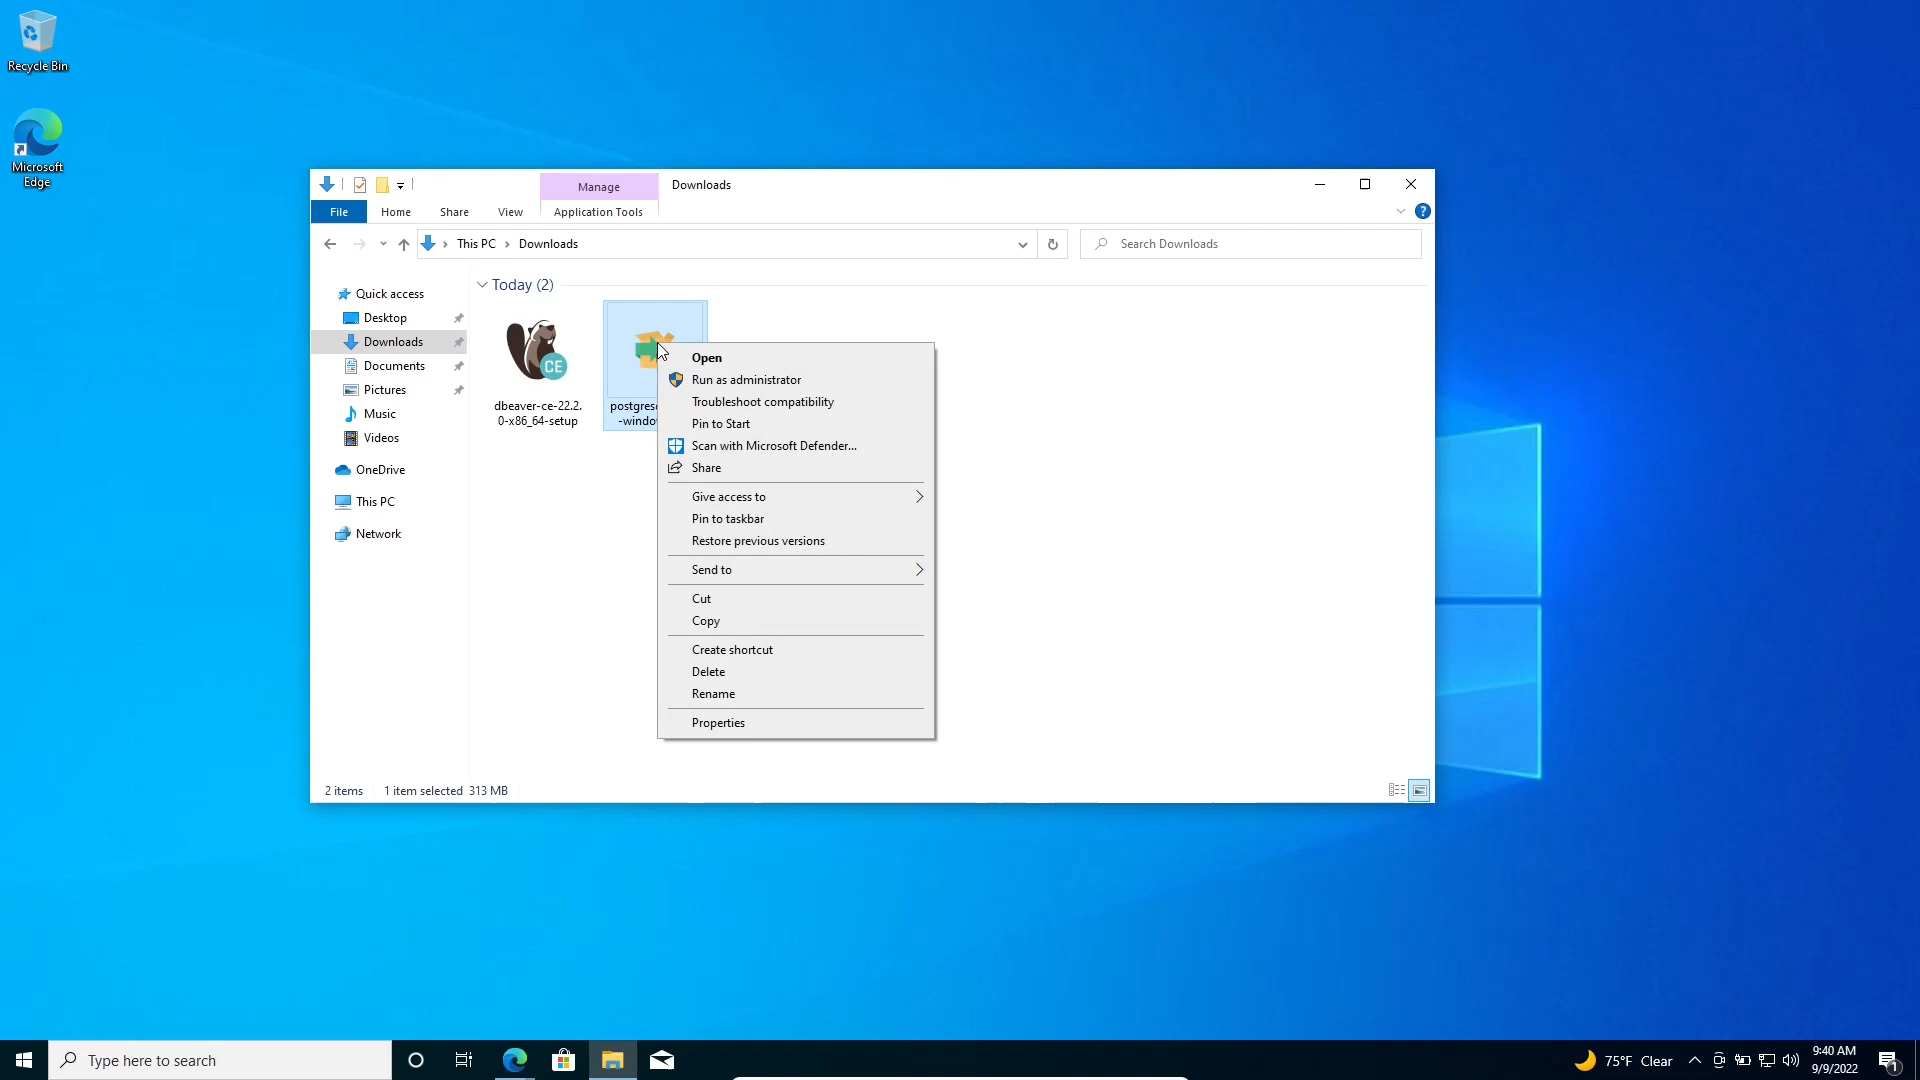 Recycle Bin
Microsoft
Edge
Manage
Downloads
File
Home
Share
View
Application Tools
?
This PC
Downloads
Search Downloads
Quick access
Desktop
Downloads
Documents
Pictures
Music
Videos
OneDrive
This PC
Network
Today (2)
CE
dbeaver-ce-22.2.
0-x86_64-setup
Open
Run as administrator
Troubleshoot compatibility
Pin to Start
Scan with Microsoft Defender...
Share
Give access to
Pin to taskbar
Restore previous versions
Send to
Cut
Copy
Create shortcut
Delete
Rename
Properties
2 items
1 item selected 313 MB
Type here to search
75°F Clear
9:40 AM
9/9/2022
1